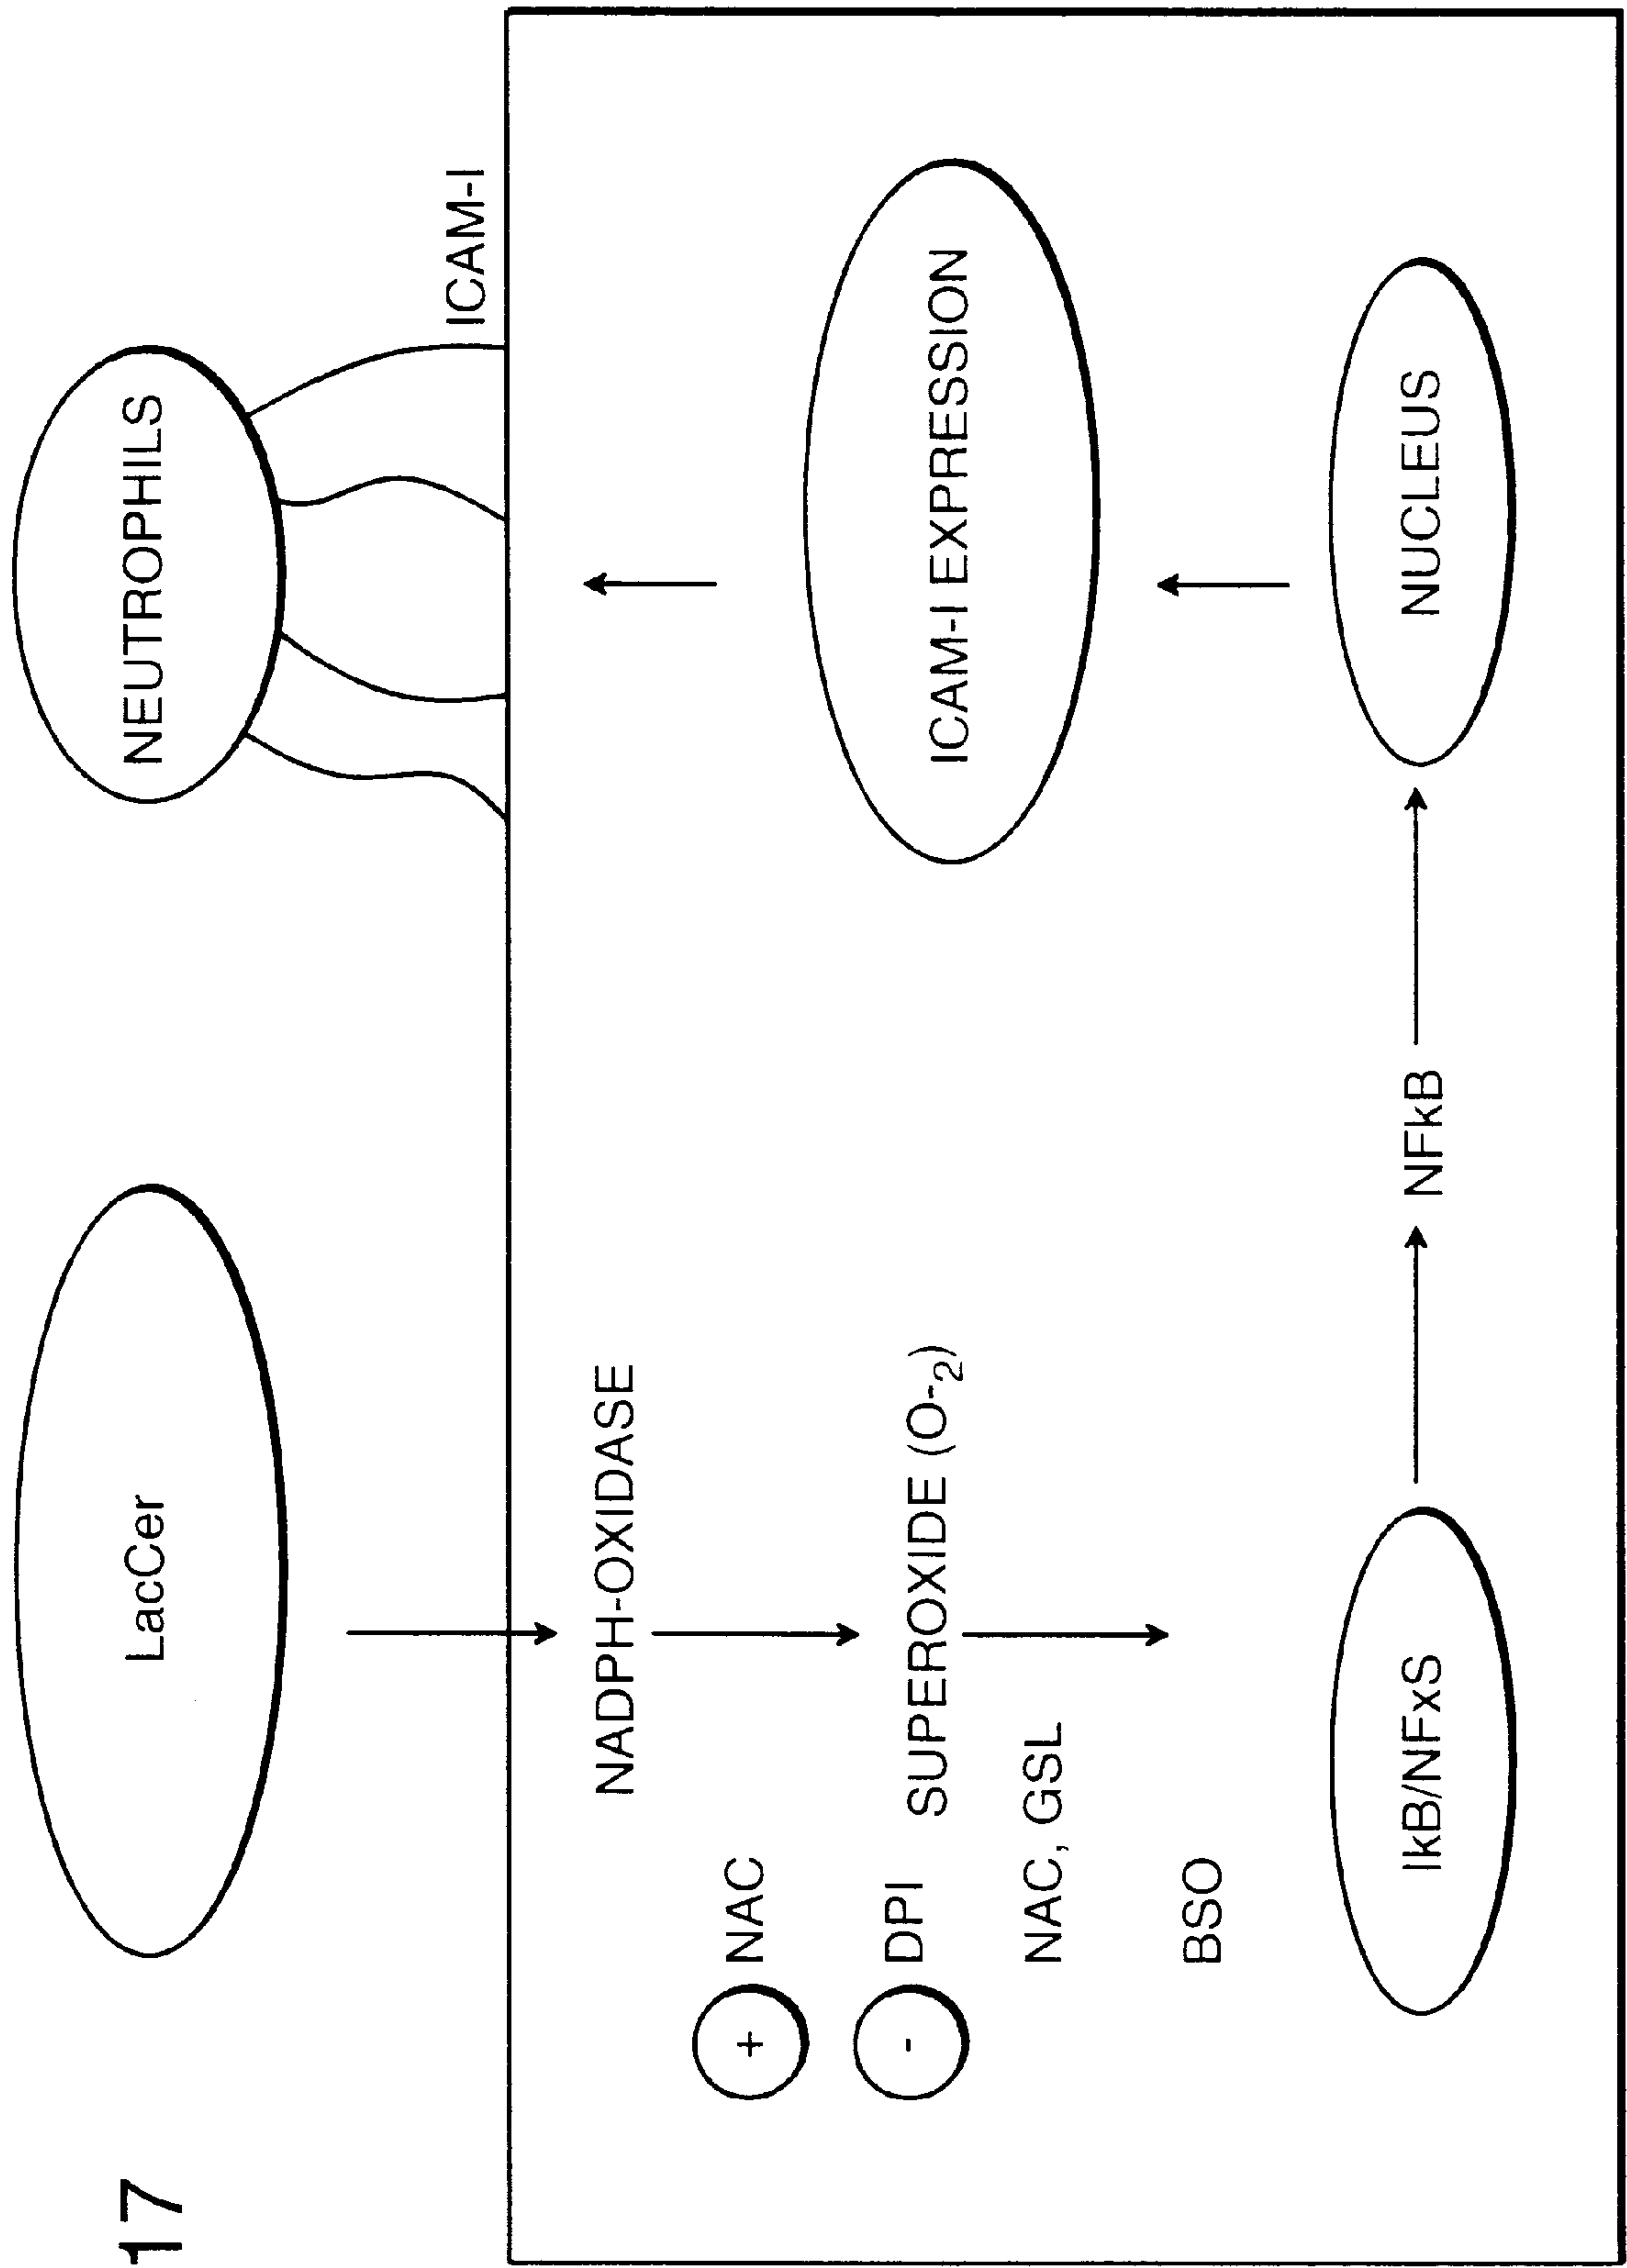 17
LacCer
NEUTROPHILS
ICAM-I
NADPH-OXIDASE
+ NAC
- DPI
SUPEROXIDE (O-2)
NAC, GSL
BSO
ICAM-I EXPRESSION
IkB/NFxS
NFkB
NUCLEUS